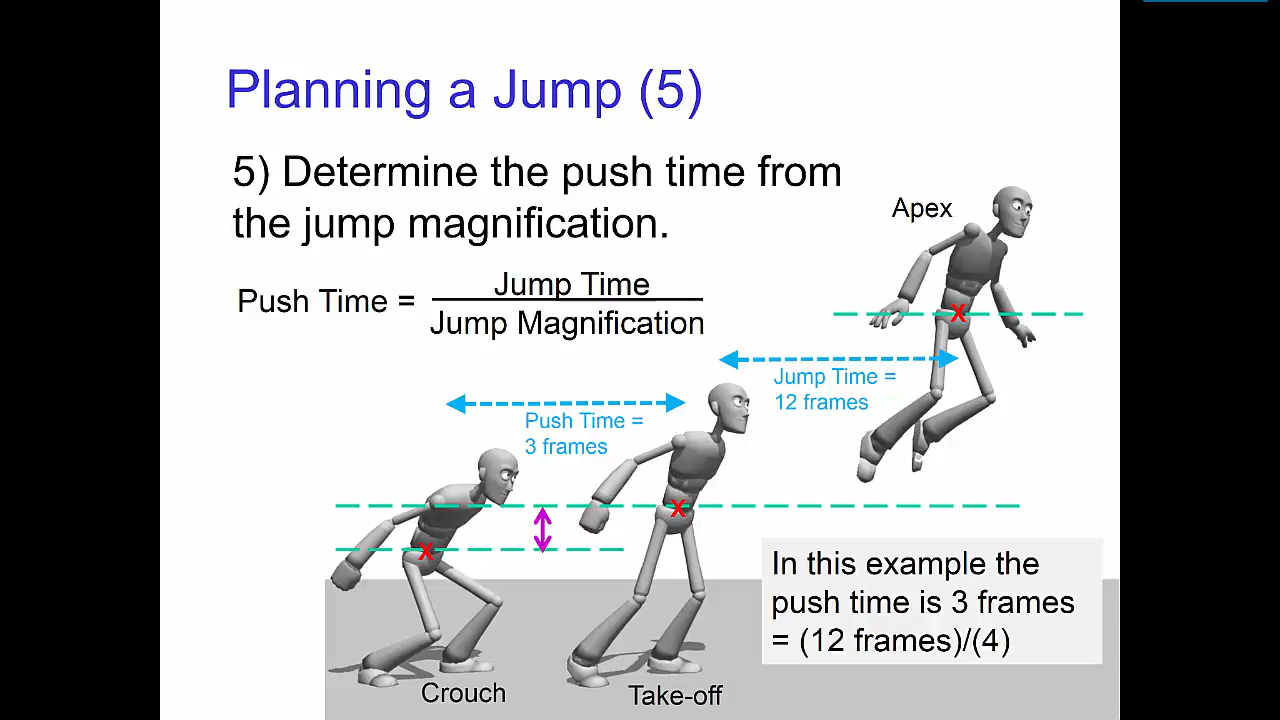 Planning a Jump (5)
5) Determine the push time from
the jump magnification.
Push Time =
Jump Time
Jump Magnification
Apex
X
Jump Time =
12 frames
Push Time =
3 frames
X
X
In this example the
push time is 3 frames
= (12 frames)/(4)
Crouch
Take-off